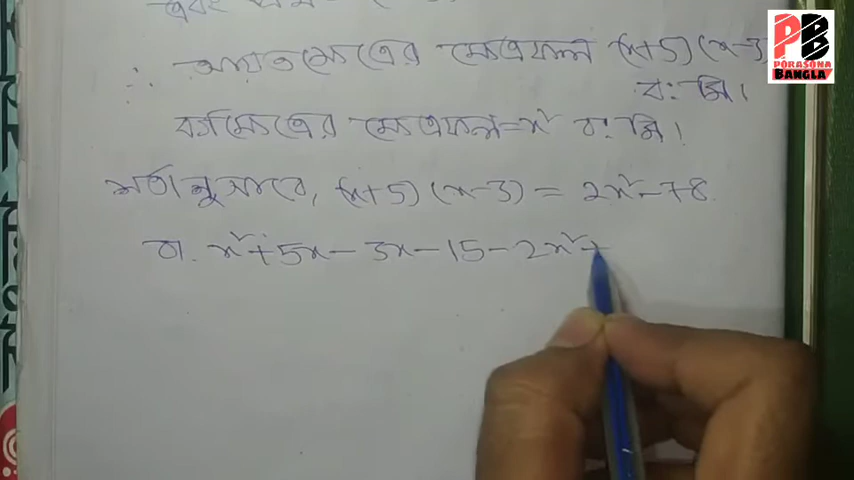 এবং
PORASONA
BANGLA
∴ আয়তক্ষেত্রের ক্ষেত্রফল (x+5)(x-3)
ব: মি।
বর্গক্ষেত্রের ক্ষেত্রফল = x² ব: মি।
শর্তানুসারে, (x+5)(x-3) = 2x²-78.
বা. x²+5x-3x-15-2x²+